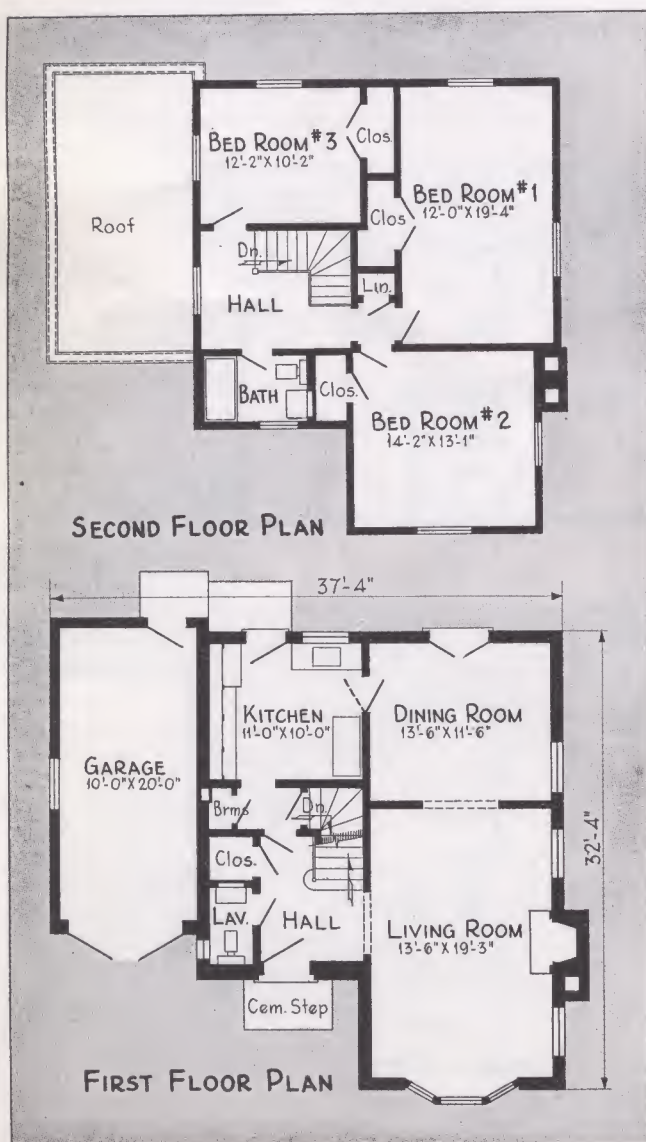 BED ROOM #3
12'-2" X 10'-2"
Clos.
BED ROOM #1
12'-0" X 19'-4"
Clos.
Roof
Dn.
Lin.
HALL
BATH
Clos.
BED ROOM #2
14'-2" X 13'-1"
SECOND FLOOR PLAN
37'-4"
KITCHEN
11'-0" X 10'-0"
DINING ROOM
13'-6" X 11'-6"
GARAGE
10'-0" X 20'-0"
Brms
Dn.
32'-4"
Clos.
LAV.
HALL
LIVING ROOM
13'-6" X 19'-3"
Cem. Step
FIRST FLOOR PLAN